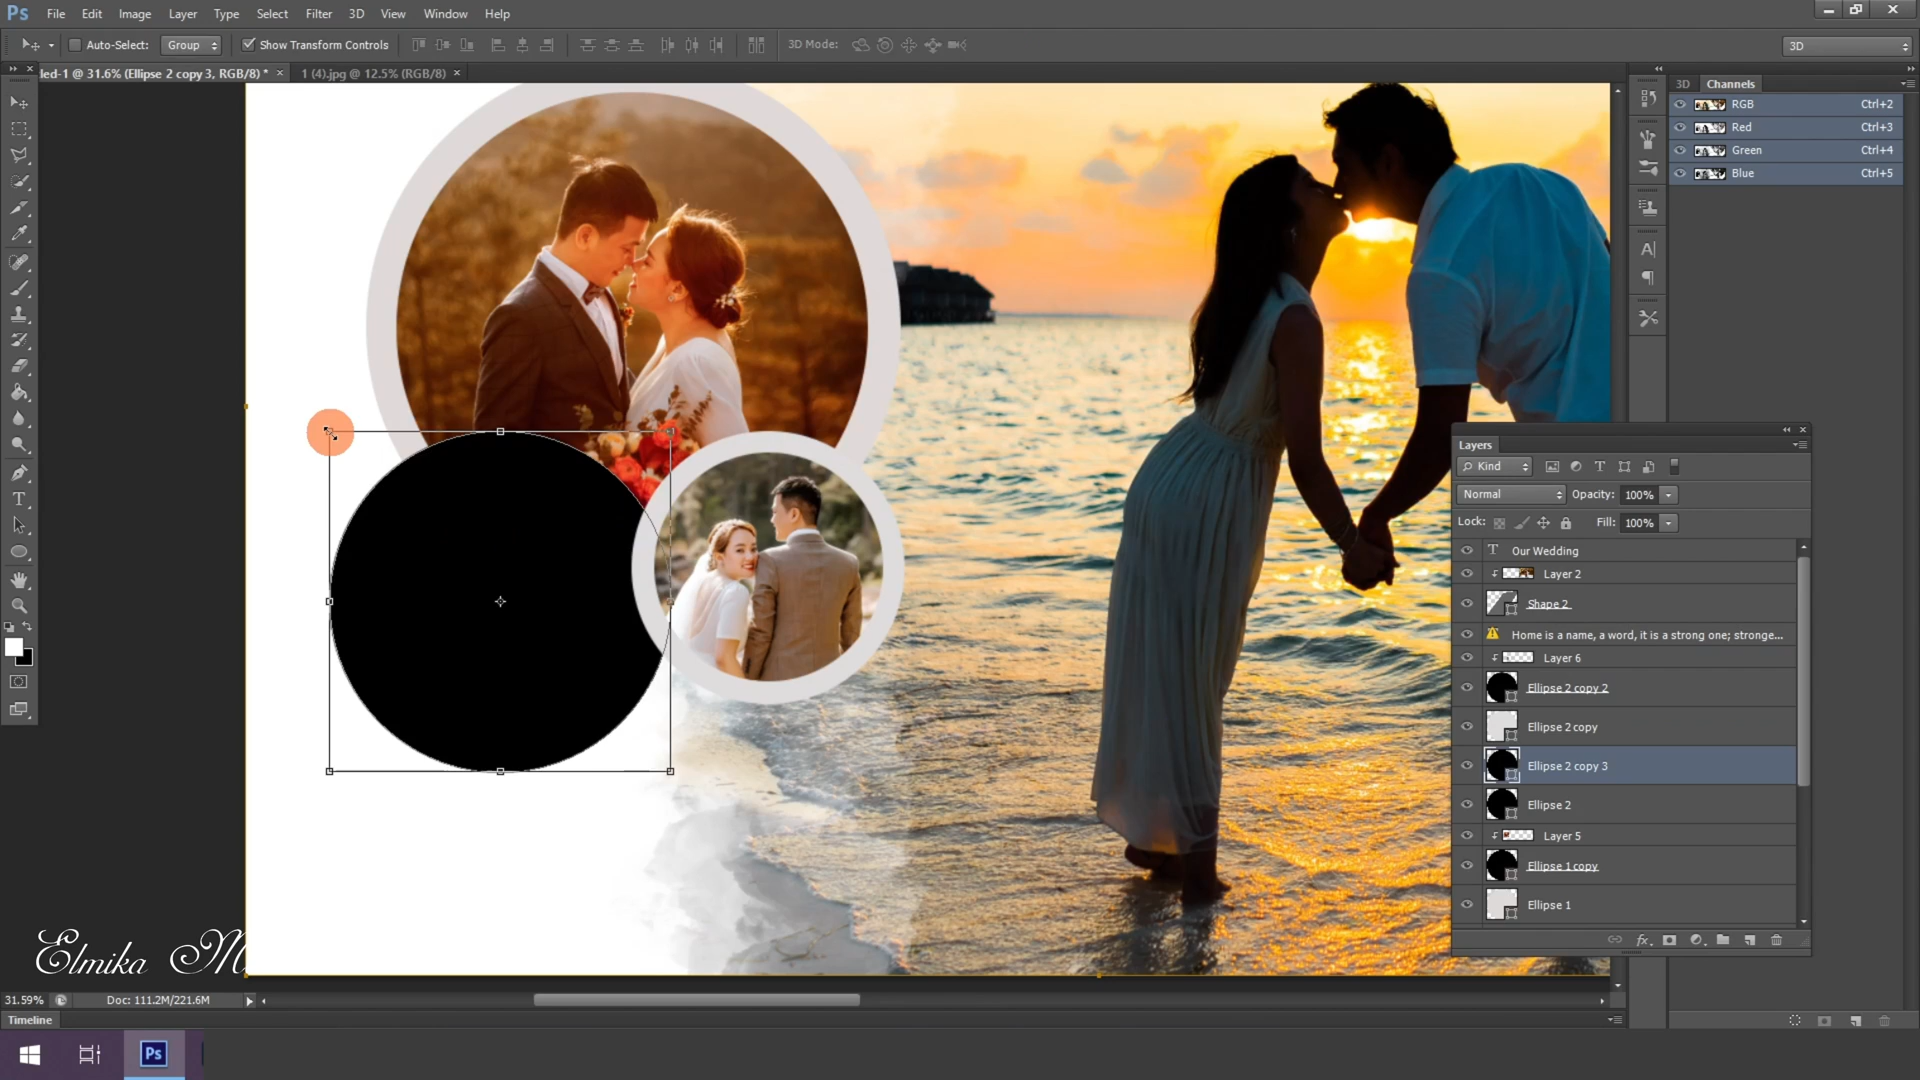 Ps File Edit Image Layer Type Select Filter 3D View Window Help
Auto-Select: Group Show Transform Controls 3D Mode: 3D
led-1 @ 31.6% (Ellipse 2 copy 3, RGB/8) * × 1 (4).jpg @ 12.5% (RGB/8) ×
3D Channels
RGB Ctrl+2
Red Ctrl+3
Green Ctrl+4
Blue Ctrl+5
Layers
Kind
Normal Opacity: 100%
Lock: Fill: 100%
Our Wedding
Layer 2
Shape 2
Home is a name, a word, it is a strong one; stronge...
Layer 6
Ellipse 2 copy 2
Ellipse 2 copy
Ellipse 2 copy 3
Ellipse 2
Layer 5
Ellipse 1 copy
Ellipse 1
Elmika M
31.59% Doc: 111.2M/221.6M
Timeline
Ps